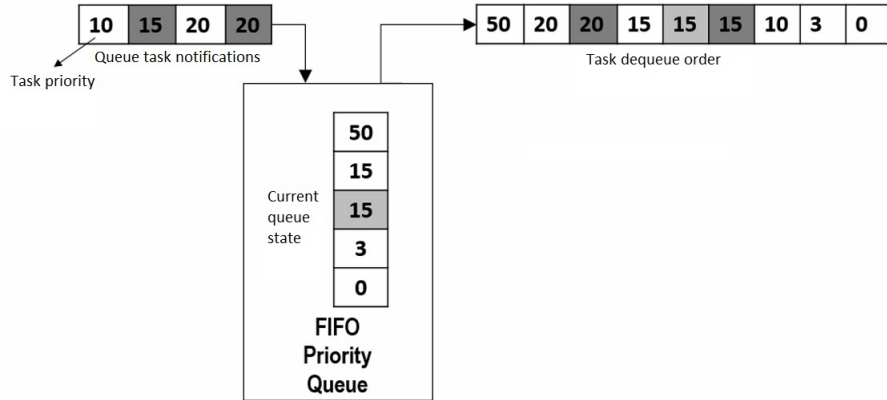 10 15 20 20
Queue task notifications
Task priority
50 20 20 15 15 15 10 3 0
Task dequeue order
50
15
15
3
0
Current
queue
state
FIFO
Priority
Queue